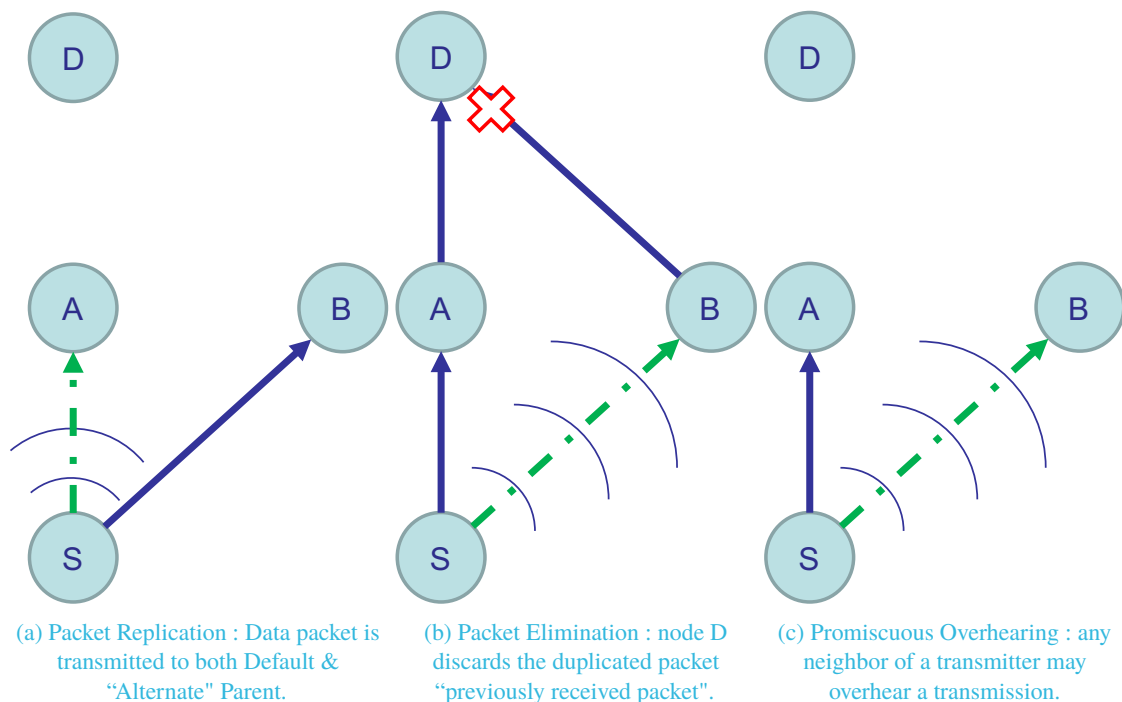 D
D
D
A
B
A
B
A
B
S
S
S
(a) Packet Replication : Data packet is
transmitted to both Default &
“Alternate" Parent.
(b) Packet Elimination : node D
discards the duplicated packet
“previously received packet".
(c) Promiscuous Overhearing : any
neighbor of a transmitter may
overhear a transmission.